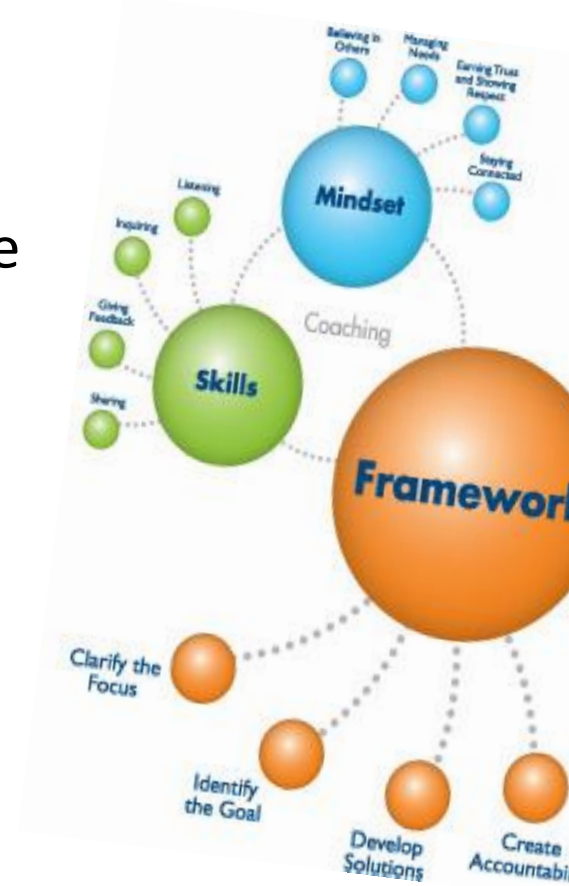 Believing in
Others
Managing
Needs
Earning Trust
and Showing
Respect
Staying
Connected
Mindset
Listening
Inquiring
Giving
Feedback
Sharing
Skills
Coaching
e
Framework
Clarify the
Focus
Identify
the Goal
Develop
Solutions
Create
Accountabi